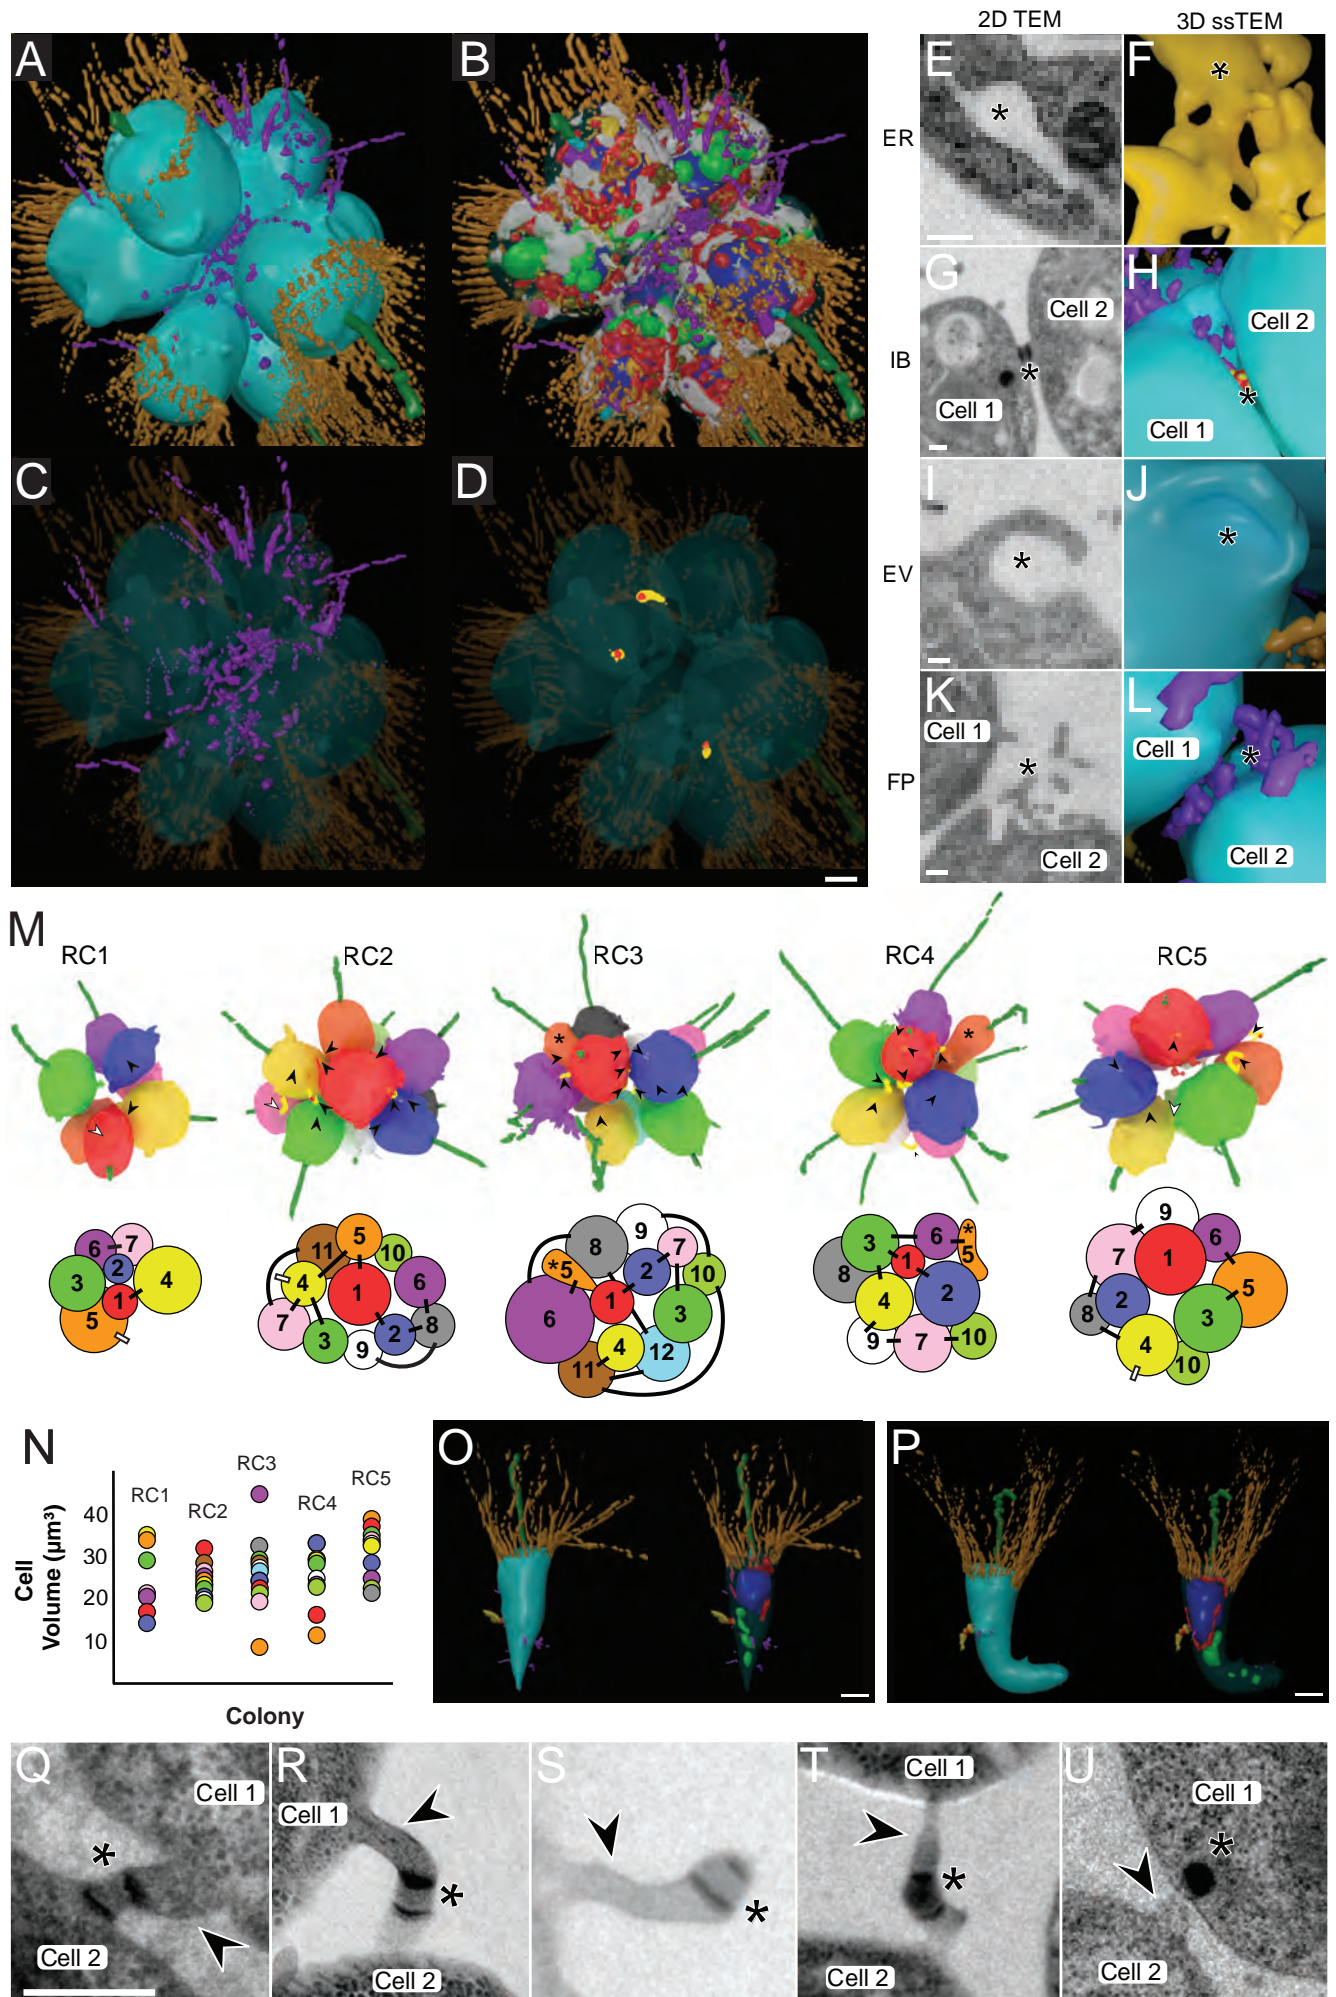 2D TEM 3D ssTEM
A B E F
ER
G H
Cell 2 Cell 2
IB
Cell 1 Cell 1
C D I J
EV
K L
Cell 1 Cell 1
FP
Cell 2 Cell 2
M
RC1 RC2 RC3 RC4 RC5
6 7 2 3 4 1 5
5 11 10 4 1 6 7 3 2 8 9
9 8 7 *5 2 10 6 1 3 4 12 11
6 * 5 3 1 8 4 2 9 7 10
9 6 7 1 5 2 8 3 4 10
N O P
RC1 RC2 RC3 RC4 RC5
40
30
20
10
Cell
Volume (µm³)
Colony
Q R S T U
Cell 1 Cell 1 Cell 1 Cell 1
Cell 2 Cell 2 Cell 2 Cell 2